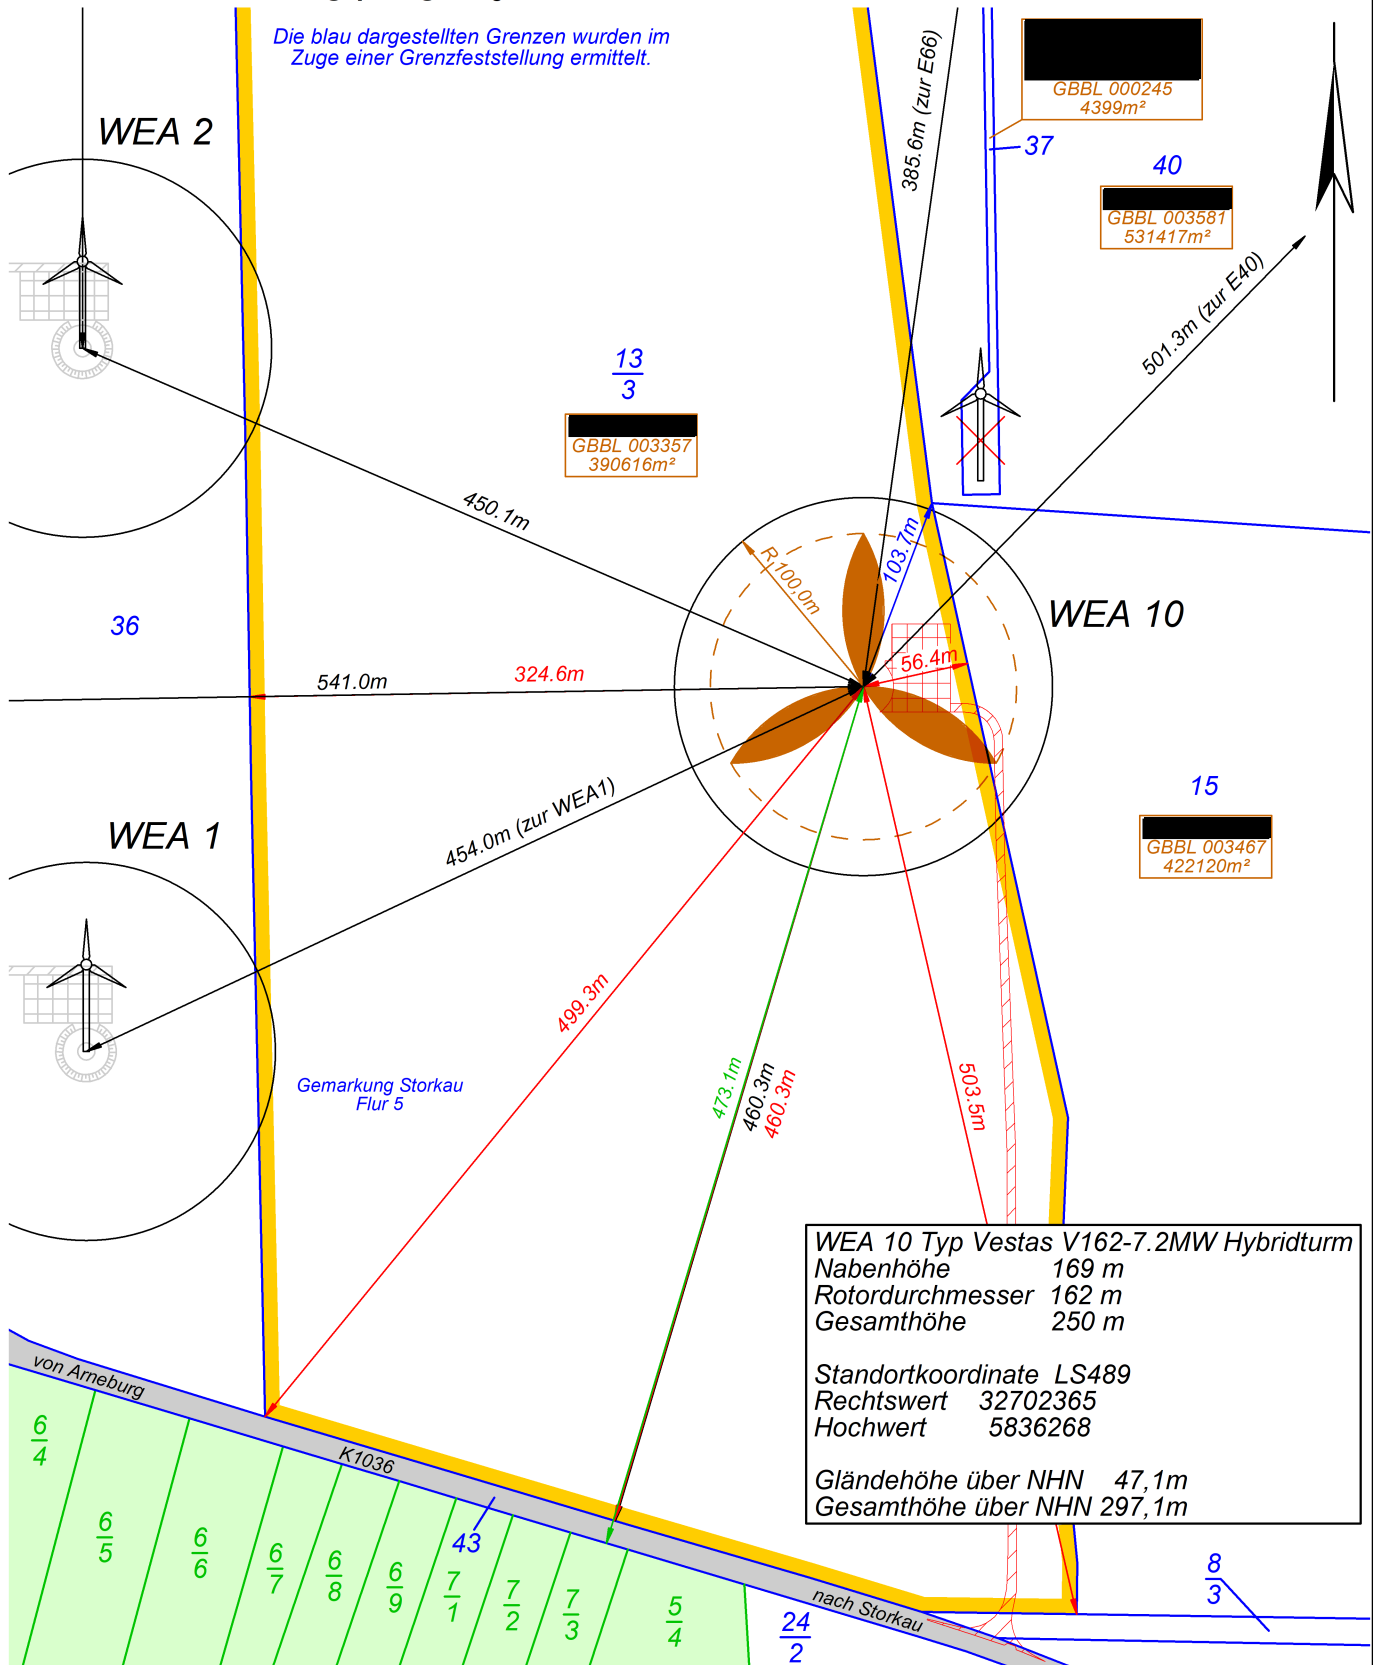 Die blau dargestellten Grenzen wurden im
Zuge einer Grenzfeststellung ermittelt.
WEA 2
385.6m (zur E66)
GBBL 000245
4399m²
37
40
GBBL 003581
531417m²
501.3m (zur E40)
13
3
GBBL 003357
390616m²
450.1m
R 100,0m
103.7m
WEA 10
36
56.4m
541.0m
324.6m
15
GBBL 003467
422120m²
WEA 1
454.0m (zur WEA1)
499.3m
Gemarkung Storkau
Flur 5
473.1m
460.3m
460.3m
503.5m
WEA 10 Typ Vestas V162-7.2MW Hybridturm
Nabenhöhe 169 m
Rotordurchmesser 162 m
Gesamthöhe 250 m
Standortkoordinate LS489
Rechtswert 32702365
Hochwert 5836268
Gländehöhe über NHN 47,1m
Gesamthöhe über NHN 297,1m
von Arneburg
K1036
43
nach Storkau
6
4
6
5
6
6
6
7
6
8
6
9
7
1
7
2
7
3
5
4
24
2
8
3